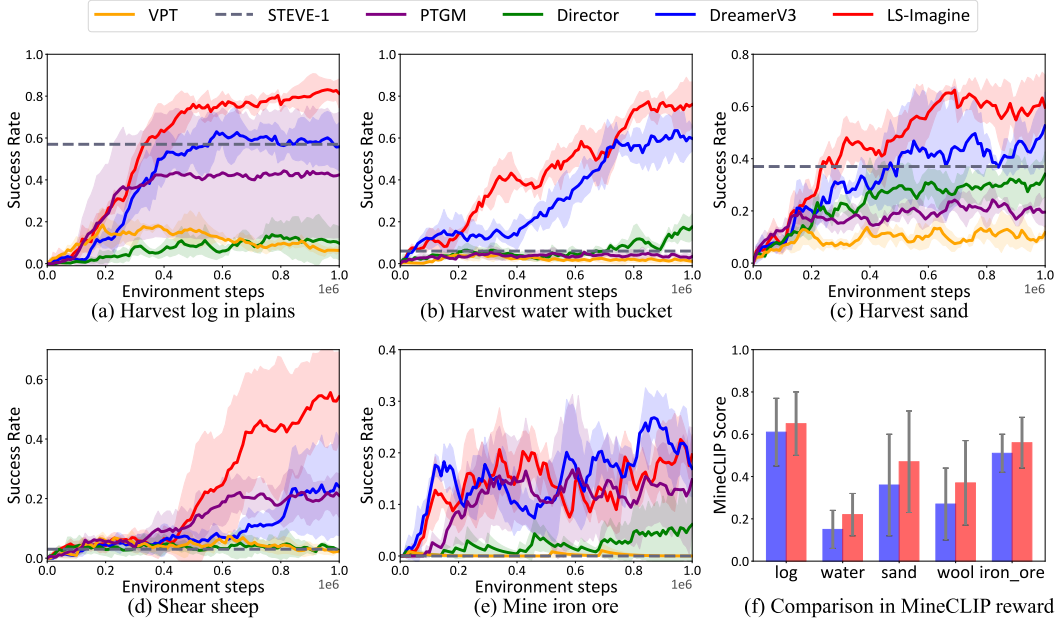 VPT STEVE-1 PTGM Director DreamerV3 LS-Imagine
Success Rate
1.0
0.8
0.6
0.4
0.2
0.0
0.0 0.2 0.4 0.6 0.8 1.0
Environment steps 1e6
(a) Harvest log in plains
Success Rate
1.0
0.8
0.6
0.4
0.2
0.0
0.0 0.2 0.4 0.6 0.8 1.0
Environment steps 1e6
(b) Harvest water with bucket
Success Rate
0.8
0.6
0.4
0.2
0.0
0.0 0.2 0.4 0.6 0.8 1.0
Environment steps 1e6
(c) Harvest sand
Success Rate
0.6
0.4
0.2
0.0
0.0 0.2 0.4 0.6 0.8 1.0
Environment steps 1e6
(d) Shear sheep
Success Rate
0.4
0.3
0.2
0.1
0.0
0.0 0.2 0.4 0.6 0.8 1.0
Environment steps 1e6
(e) Mine iron ore
MineCLIP Score
1.0
0.8
0.6
0.4
0.2
0.0
log water sand wool iron_ore
(f) Comparison in MineCLIP reward